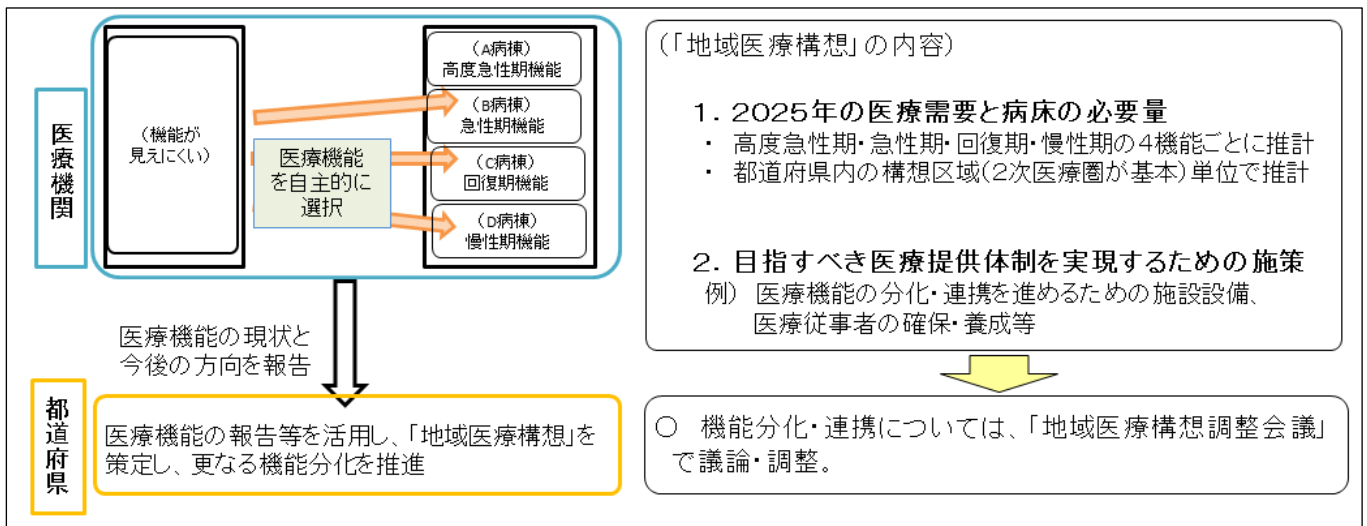 医療機関
(機能が
見えにくい)
医療機能
を自主的に
選択
(A病棟)
高度急性期機能
(B病棟)
急性期機能
(C病棟)
回復期機能
(D病棟)
慢性期機能
医療機能の現状と
今後の方向を報告
都道府県
医療機能の報告等を活用し、「地域医療構想」を
策定し、更なる機能分化を推進
(「地域医療構想」の内容)
1. 2025年の医療需要と病床の必要量
・ 高度急性期・急性期・回復期・慢性期の4機能ごとに推計
・ 都道府県内の構想区域(2次医療圏が基本)単位で推計
2. 目指すべき医療提供体制を実現するための施策
例) 医療機能の分化・連携を進めるための施設設備、
医療従事者の確保・養成等
○ 機能分化・連携については、「地域医療構想調整会議」
で議論・調整。